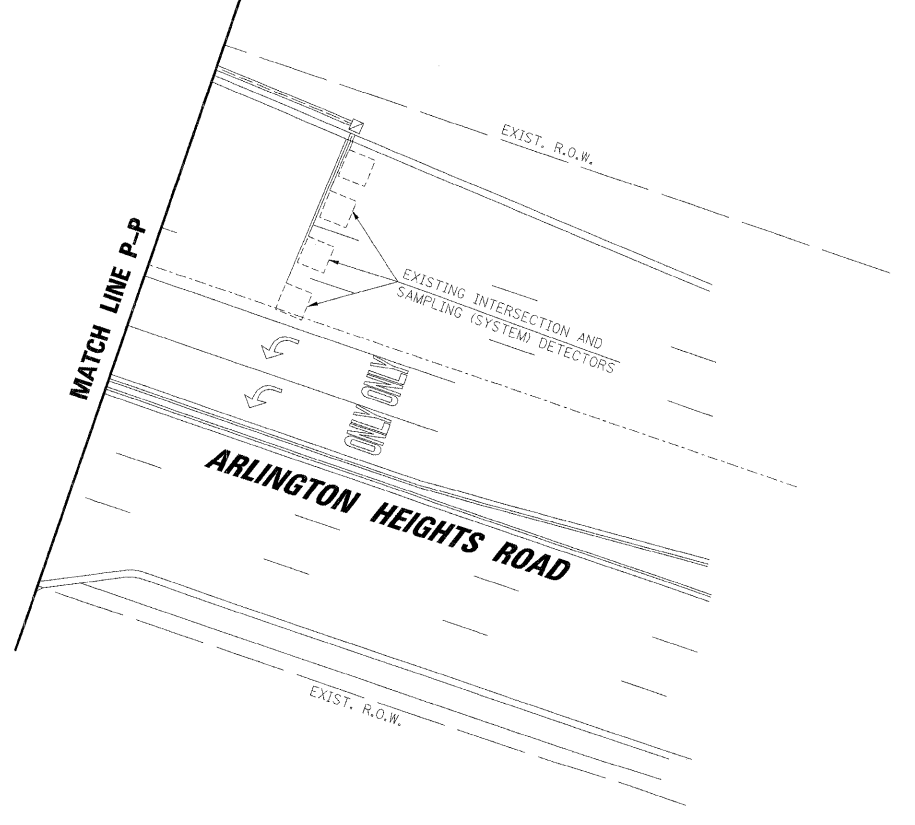 EXIST. R.O.W.
MATCH LINE P-P
EXISTING INTERSECTION AND
SAMPLING (SYSTEM) DETECTORS
ONLY
ONLY
ARLINGTON HEIGHTS ROAD
EXIST. R.O.W.